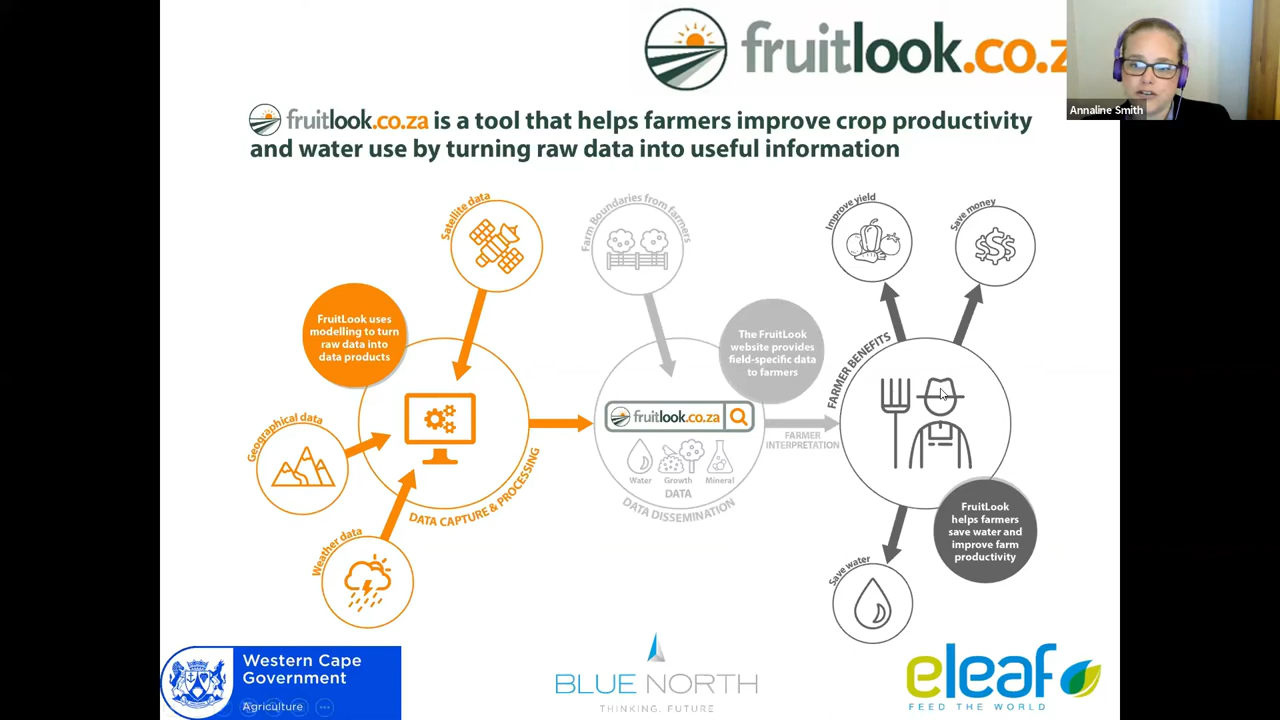 fruitlook.co.z
Annaline Smith
fruitlook.co.za is a tool that helps farmers improve crop productivity
and water use by turning raw data into useful information
Satellite data
Farm Boundaries from farmers
Improve yield
Save money
FruitLook uses
modelling to turn
raw data into
data products
The FruitLook
website provides
field-specific data
to farmers
FARMER BENEFITS
Geographical data
fruitlook.co.za
FARMER
INTERPRETATION
Water
Growth
Mineral
DATA
DATA CAPTURE & PROCESSING
DATA DISSEMINATION
FruitLook
helps farmers
save water and
improve farm
productivity
Weather data
Save water
Western Cape
Government
Agriculture
BLUE NORTH
THINKING. FUTURE
eleaf
FEED THE WORLD